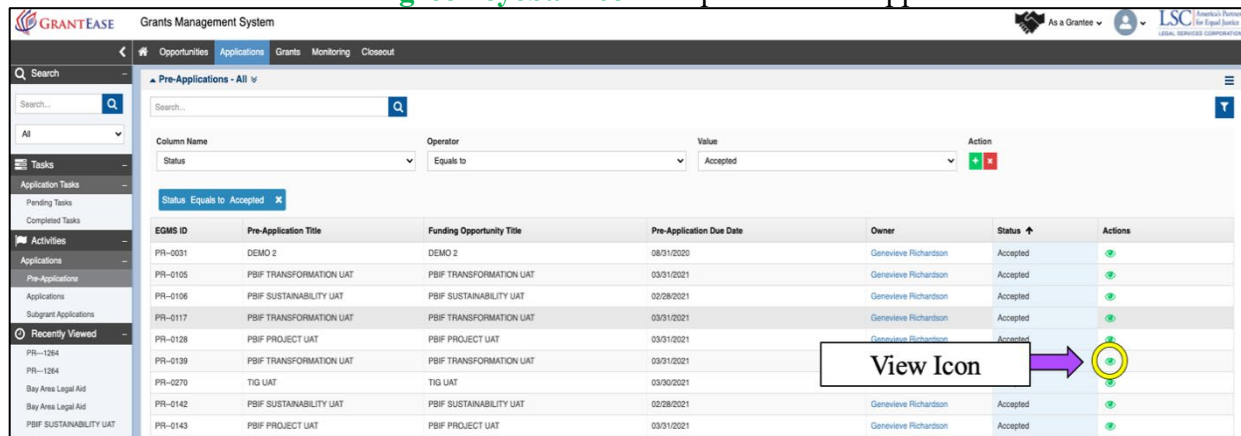 GRANTEASE Grants Management System As a Grantee LSC America's Partner for Equal Justice LEGAL SERVICES CORPORATION
Opportunities Applications Grants Monitoring Closeout
Search
Search...
All
Tasks
Application Tasks
Pending Tasks
Completed Tasks
Activities
Applications
Pre-Applications
Applications
Subgrant Applications
Recently Viewed
PR---1264
PR---1264
Bay Area Legal Aid
Bay Area Legal Aid
PBIF SUSTAINABILITY UAT
Pre-Applications - All
Search...
Column Name Operator Value Action
Status Equals to Accepted
Status Equals to Accepted
EGMS ID Pre-Application Title Funding Opportunity Title Pre-Application Due Date Owner Status Actions
PR--0031 DEMO 2 DEMO 2 08/31/2020 Genevieve Richardson Accepted
PR--0105 PBIF TRANSFORMATION UAT PBIF TRANSFORMATION UAT 03/31/2021 Genevieve Richardson Accepted
PR--0106 PBIF SUSTAINABILITY UAT PBIF SUSTAINABILITY UAT 02/28/2021 Genevieve Richardson Accepted
PR--0117 PBIF TRANSFORMATION UAT PBIF TRANSFORMATION UAT 03/31/2021 Genevieve Richardson Accepted
PR--0128 PBIF PROJECT UAT PBIF PROJECT UAT 03/31/2021 Genevieve Richardson Accepted
PR--0139 PBIF TRANSFORMATION UAT PBIF TRANSFORMATION UAT 03/31/2021
View Icon
PR--0270 TIG UAT TIG UAT 03/30/2021
PR--0142 PBIF SUSTAINABILITY UAT PBIF SUSTAINABILITY UAT 02/28/2021 Genevieve Richardson Accepted
PR--0143 PBIF PROJECT UAT PBIF PROJECT UAT 03/31/2021 Genevieve Richardson Accepted